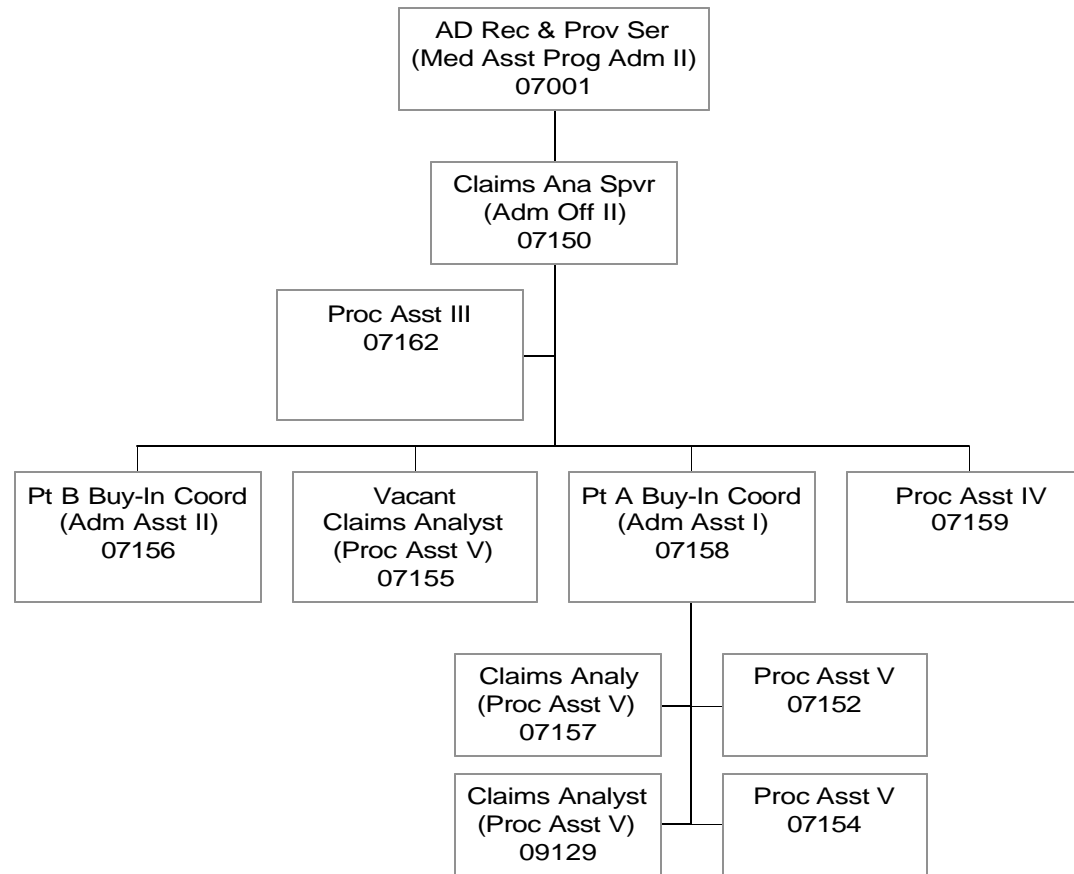 AD Rec & Prov Ser
(Med Asst Prog Adm II)
07001
Claims Ana Spvr
(Adm Off II)
07150
Proc Asst III
07162
Pt B Buy-In Coord
(Adm Asst II)
07156
Vacant
Claims Analyst
(Proc Asst V)
07155
Pt A Buy-In Coord
(Adm Asst I)
07158
Proc Asst IV
07159
Claims Analy
(Proc Asst V)
07157
Proc Asst V
07152
Claims Analyst
(Proc Asst V)
09129
Proc Asst V
07154